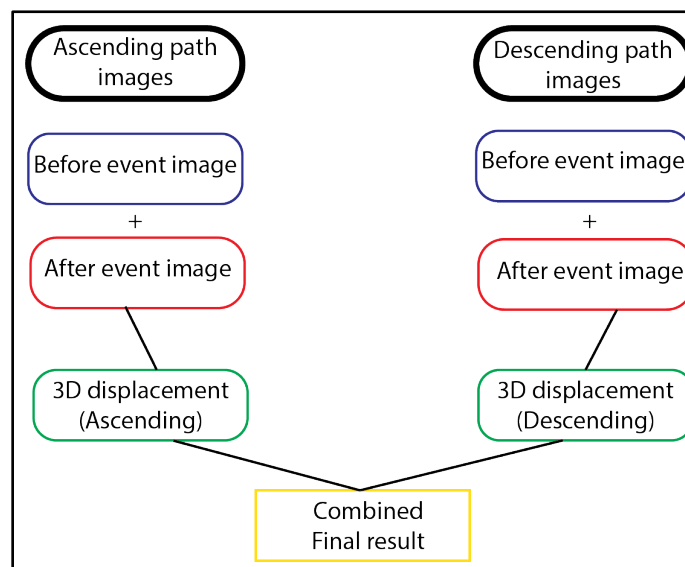 Ascending path
images
Descending path
images
Before event image
Before event image
+
+
After event image
After event image
3D displacement
(Ascending)
3D displacement
(Descending)
Combined
Final result